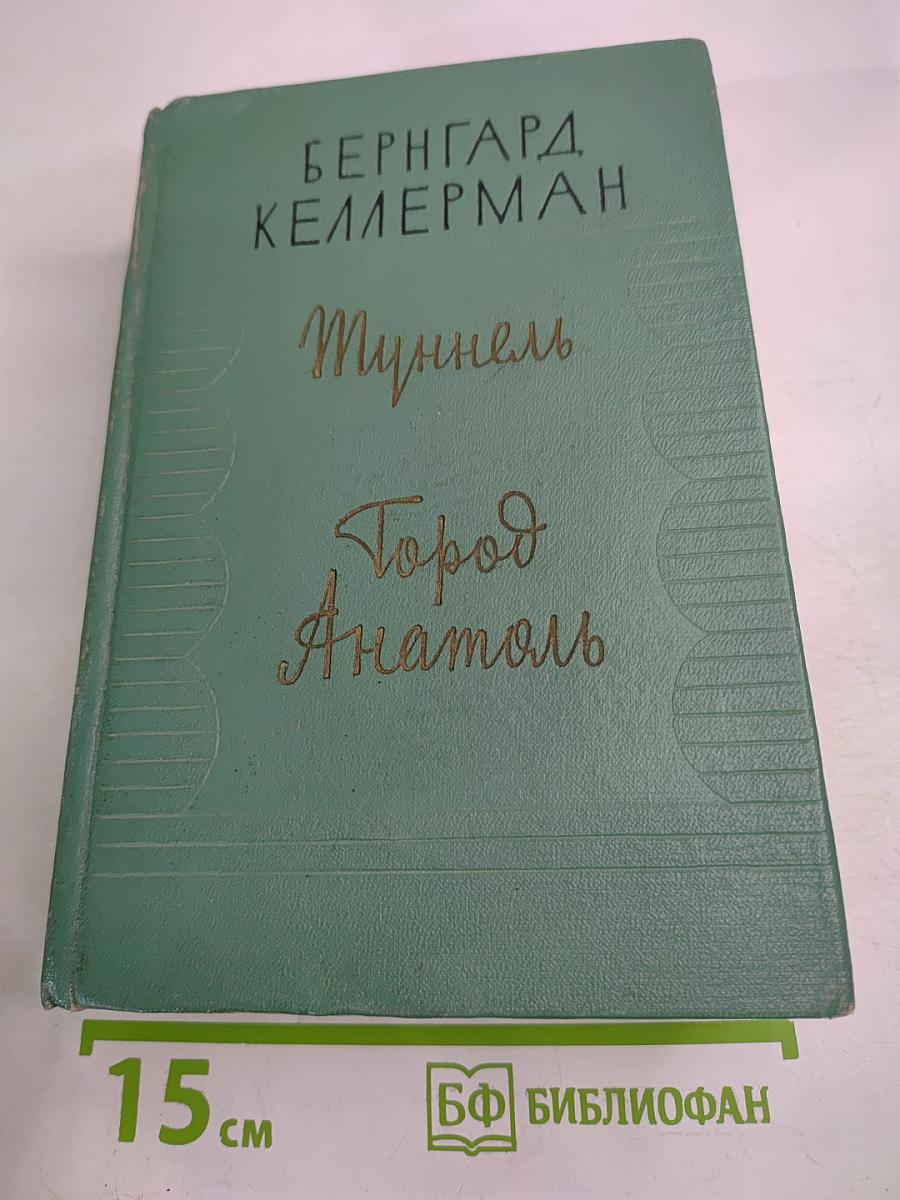 БЕРНГАРД
КЕЛЛЕРМАН
Туннель
Город
Анатоль
15 см
БФ БИБЛИОФАН